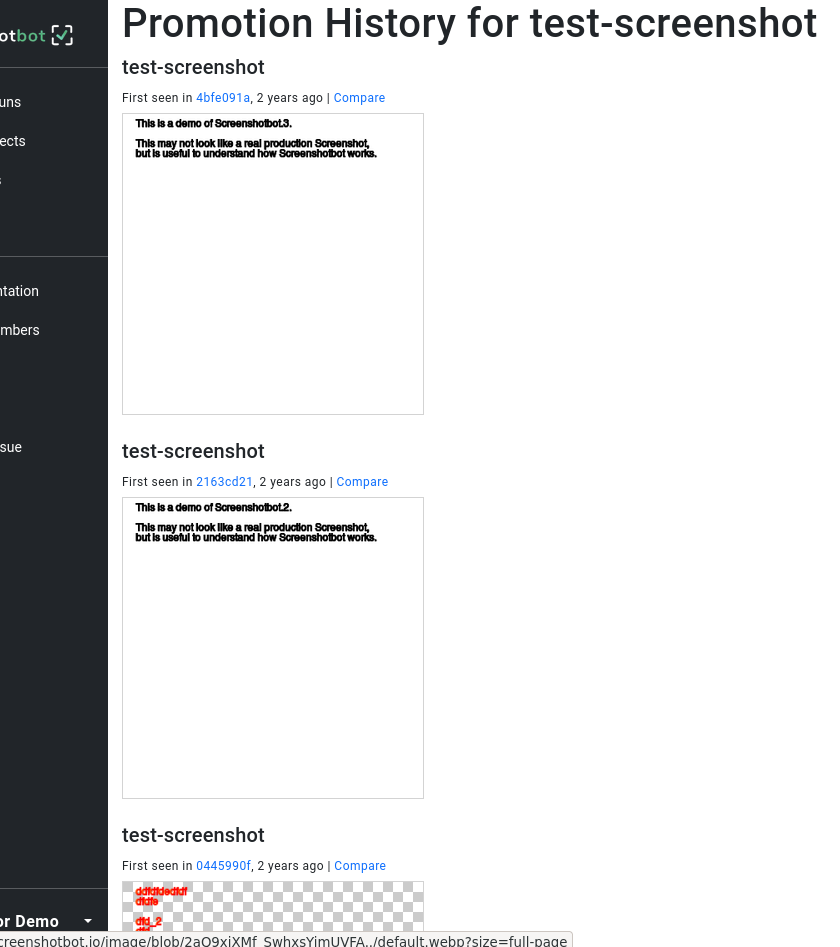 otbot
Promotion History for test-screenshot
uns
ects
s
ntation
mbers
sue
or Demo
test-screenshot
First seen in 4bfe091a, 2 years ago | Compare
This is a demo of Screenshotbot.3.
This may not look like a real production Screenshot,
but is useful to understand how Screenshotbot works.
test-screenshot
First seen in 2163cd21, 2 years ago | Compare
This is a demo of Screenshotbot.2.
This may not look like a real production Screenshot,
but is useful to understand how Screenshotbot works.
test-screenshot
First seen in 0445990f, 2 years ago | Compare
ddfdfdedfdf
dfdfe
dfd_2
creenshotbot.io/image/blob/2aO9xiXMf_SwhxsYimUVFA../default.webp?size=full-page